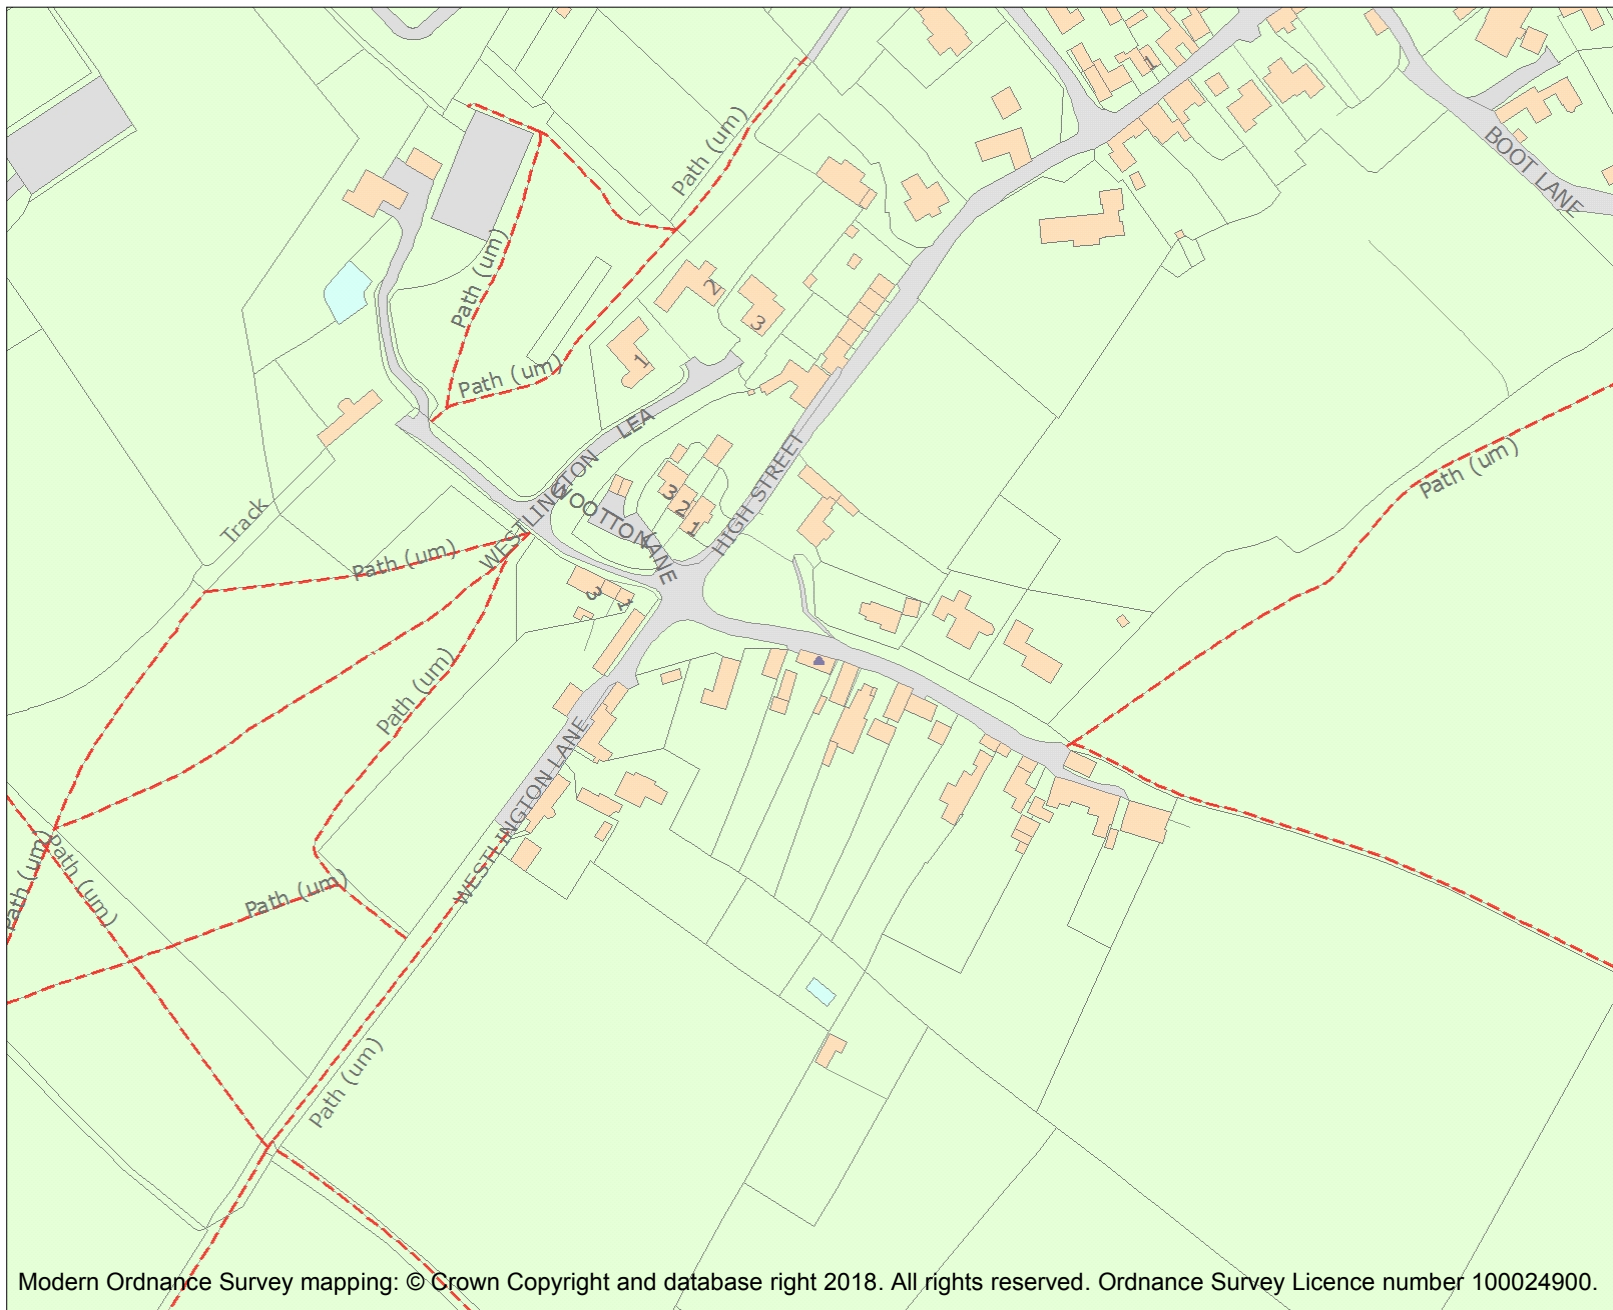 1
BOOT LANE
Path (um)
Path (um)
2
3
1
Path (um)
WESTLINGTON LEA
HIGH STREET
Path (um)
Track
WOOTTON
LANE
3
2
1
Path (um)
3
1
Path (um)
WESTLINGTON LANE
Path (um)
Path (um)
Path (um)
Path (um)
Modern Ordnance Survey mapping: © Crown Copyright and database right 2018. All rights reserved. Ordnance Survey Licence number 100024900.